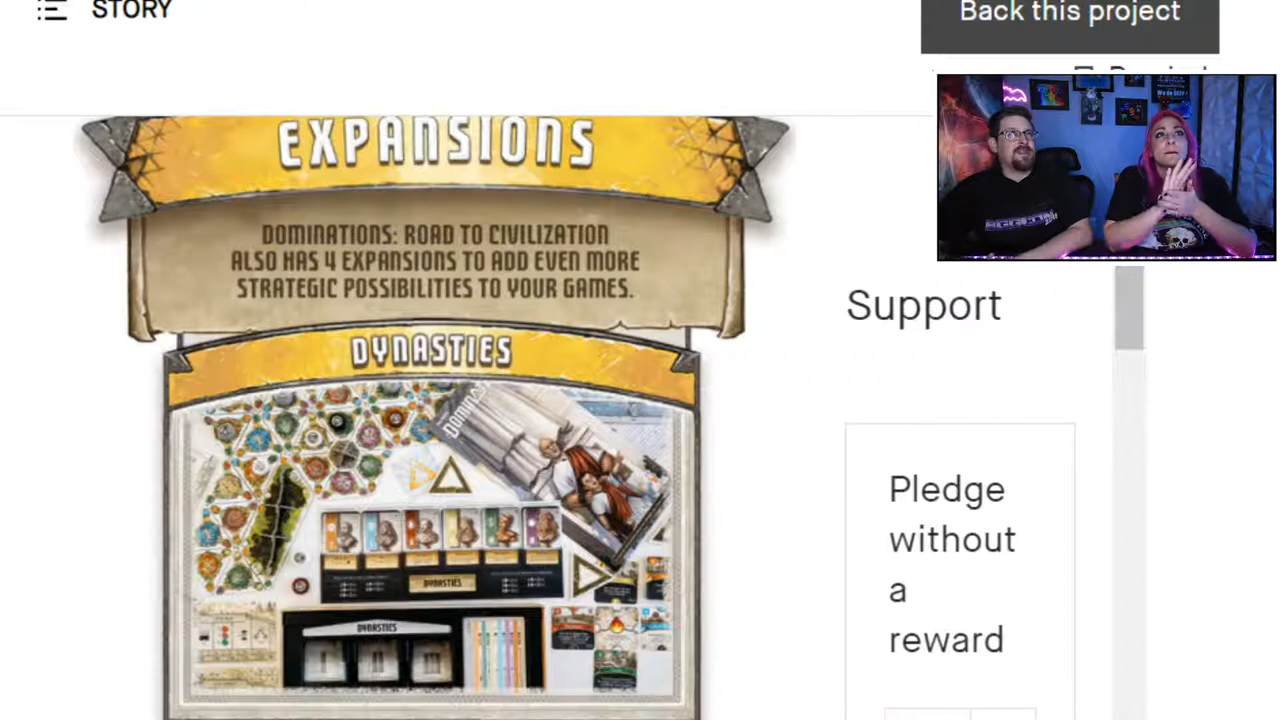 STORY
Back this project
EXPANSIONS
DOMINATIONS: ROAD TO CIVILIZATION
ALSO HAS 4 EXPANSIONS TO ADD EVEN MORE
STRATEGIC POSSIBILITIES TO YOUR GAMES.
DYNASTIES
Support
Pledge
without
a
reward
DYNASTIES
DYNASTIES